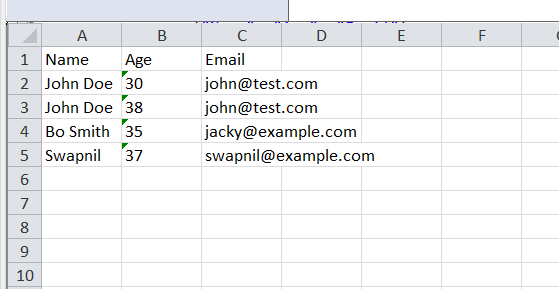 A B C D E F
1 Name Age Email
2 John Doe 30 john@test.com
3 John Doe 38 john@test.com
4 Bo Smith 35 jacky@example.com
5 Swapnil 37 swapnil@example.com
6
7
8
9
10